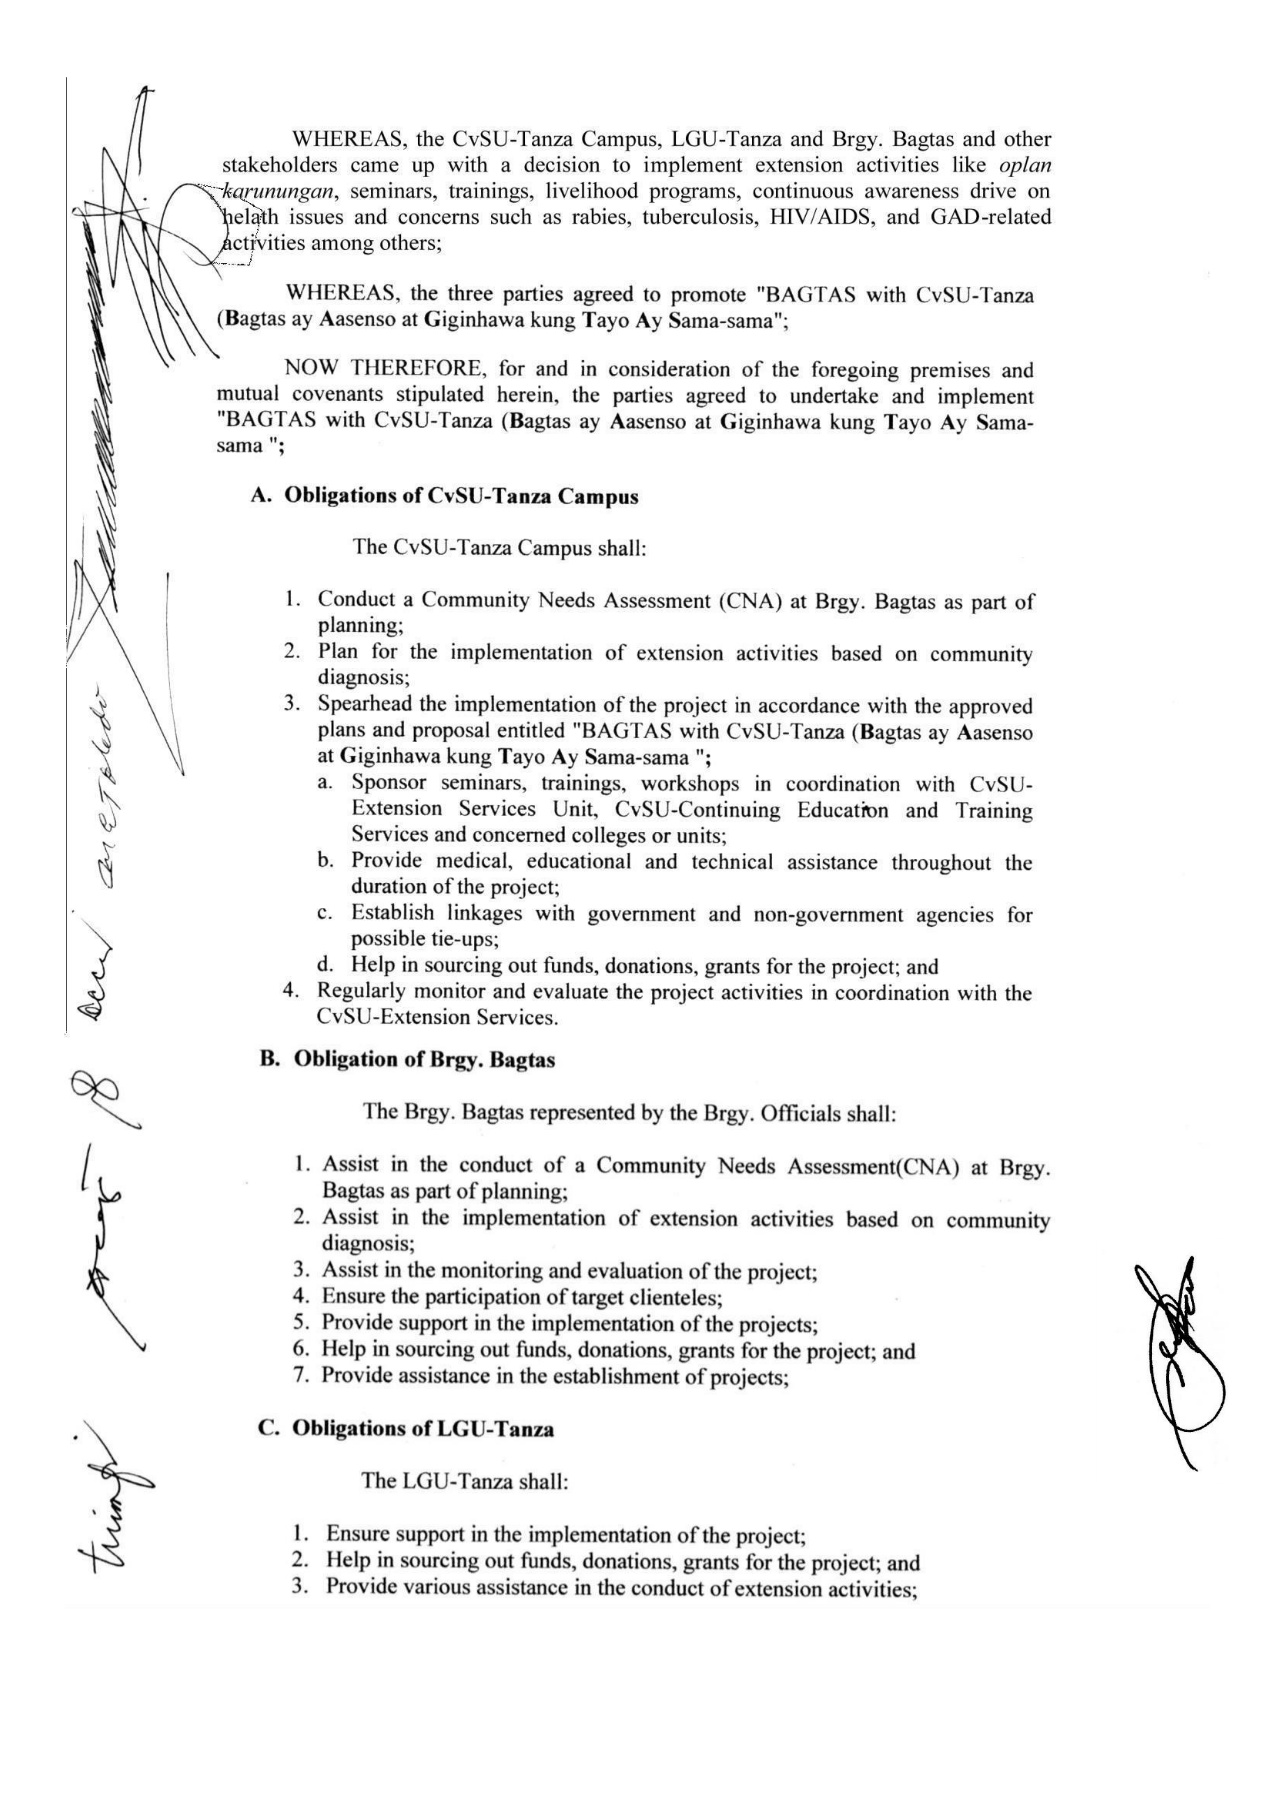 WHEREAS, the CvSU-Tanza Campus, LGU-Tanza and Brgy. Bagtas and other
stakeholders came up with a decision to implement extension activities like oplan
karunungan, seminars, trainings, livelihood programs, continuous awareness drive on
helath issues and concerns such as rabies, tuberculosis, HIV/AIDS, and GAD-related
activities among others;
WHEREAS, the three parties agreed to promote "BAGTAS with CvSU-Tanza
(Bagtas ay Aasenso at Giginhawa kung Tayo Ay Sama-sama";
NOW THEREFORE, for and in consideration of the foregoing premises and
mutual covenants stipulated herein, the parties agreed to undertake and implement
"BAGTAS with CvSU-Tanza (Bagtas ay Aasenso at Giginhawa kung Tayo Ay Sama-
sama ";
A. Obligations of CvSU-Tanza Campus
The CvSU-Tanza Campus shall:
1. Conduct a Community Needs Assessment (CNA) at Brgy. Bagtas as part of
planning;
2. Plan for the implementation of extension activities based on community
diagnosis;
3. Spearhead the implementation of the project in accordance with the approved
plans and proposal entitled "BAGTAS with CvSU-Tanza (Bagtas ay Aasenso
at Giginhawa kung Tayo Ay Sama-sama ";
a. Sponsor seminars, trainings, workshops in coordination with CvSU-
Extension Services Unit, CvSU-Continuing Education and Training
Services and concerned colleges or units;
b. Provide medical, educational and technical assistance throughout the
duration of the project;
c. Establish linkages with government and non-government agencies for
possible tie-ups;
d. Help in sourcing out funds, donations, grants for the project; and
4. Regularly monitor and evaluate the project activities in coordination with the
CvSU-Extension Services.
B. Obligation of Brgy. Bagtas
The Brgy. Bagtas represented by the Brgy. Officials shall:
1. Assist in the conduct of a Community Needs Assessment(CNA) at Brgy.
Bagtas as part of planning;
2. Assist in the implementation of extension activities based on community
diagnosis;
3. Assist in the monitoring and evaluation of the project;
4. Ensure the participation of target clienteles;
5. Provide support in the implementation of the projects;
6. Help in sourcing out funds, donations, grants for the project; and
7. Provide assistance in the establishment of projects;
C. Obligations of LGU-Tanza
The LGU-Tanza shall:
1. Ensure support in the implementation of the project;
2. Help in sourcing out funds, donations, grants for the project; and
3. Provide various assistance in the conduct of extension activities;